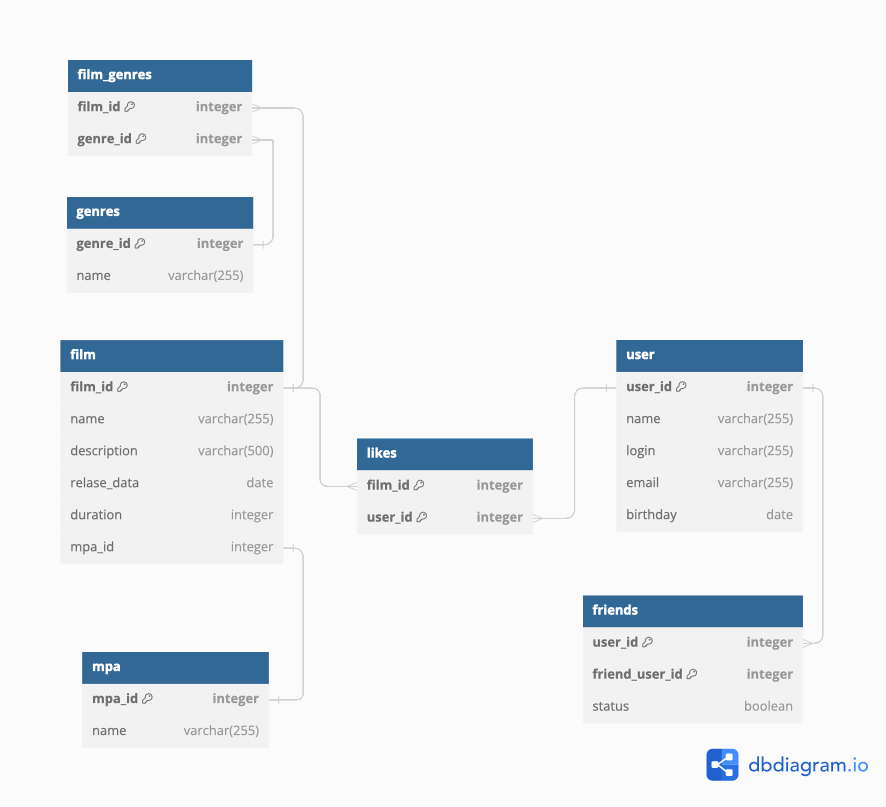 film_genres
film_id integer
genre_id integer
genres
genre_id integer
name varchar(255)
film
film_id integer
name varchar(255)
description varchar(500)
relase_data date
duration integer
mpa_id integer
mpa
mpa_id integer
name varchar(255)
likes
film_id integer
user_id integer
user
user_id integer
name varchar(255)
login varchar(255)
email varchar(255)
birthday date
friends
user_id integer
friend_user_id integer
status boolean
dbdiagram.io